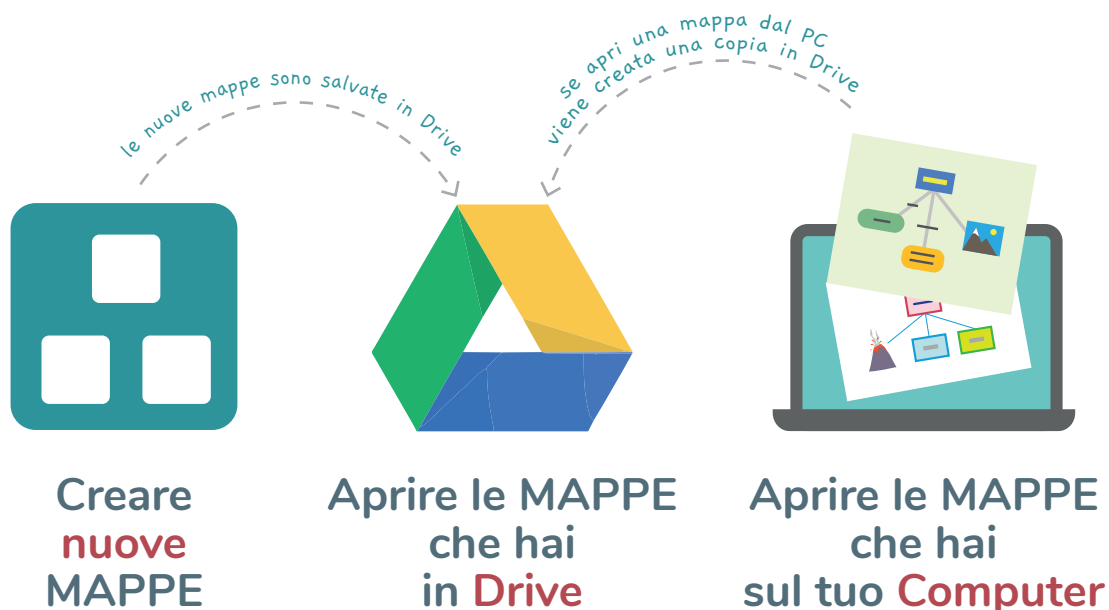 le nuove mappe sono salvate in Drive
se apri una mappa dal PC
viene creata una copia in Drive
Creare
nuove
MAPPE
Aprire le MAPPE
che hai
in Drive
Aprire le MAPPE
che hai
sul tuo Computer